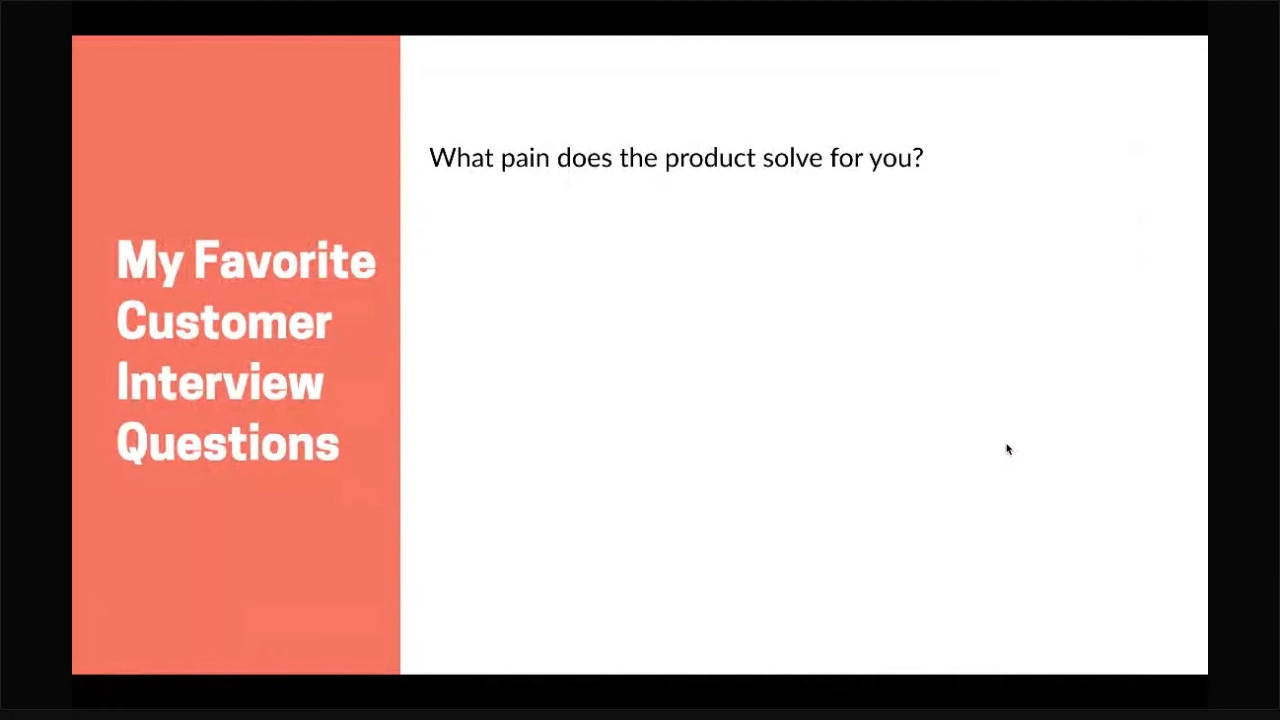 My Favorite
Customer
Interview
Questions
What pain does the product solve for you?